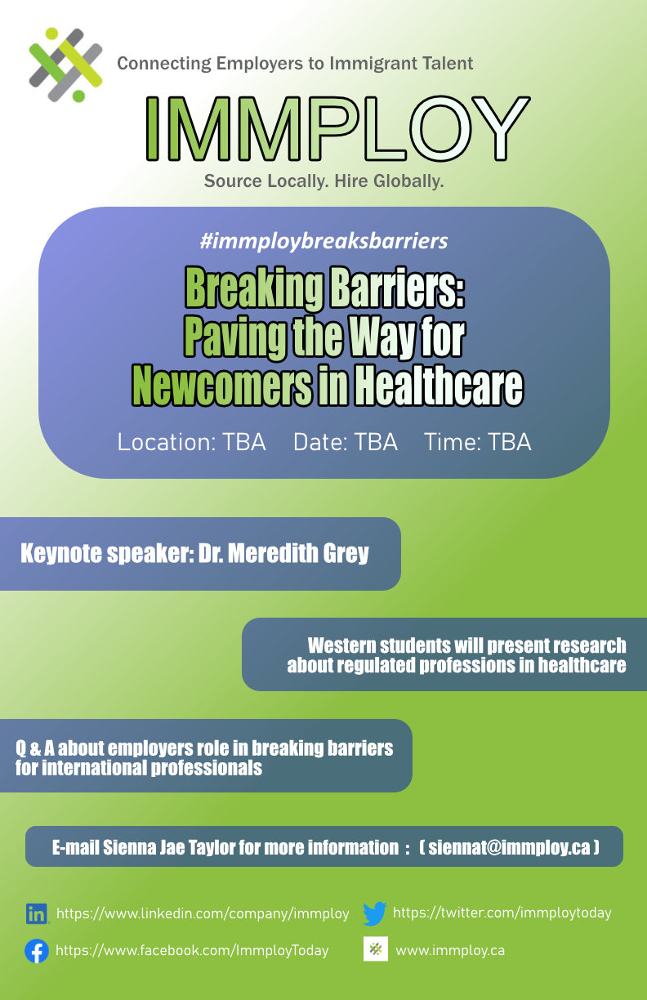 Connecting Employers to Immigrant Talent
IMMPLOY
Source Locally. Hire Globally.
#immploybreaksbarriers
Breaking Barriers:
Paving the Way for
Newcomers in Healthcare
Location: TBA Date: TBA Time: TBA
Keynote speaker: Dr. Meredith Grey
Western students will present research
about regulated professions in healthcare
Q & A about employers role in breaking barriers
for international professionals
E-mail Sienna Jae Taylor for more information : ( siennat@immploy.ca )
in https://www.linkedin.com/company/immploy
https://twitter.com/immploytoday
https://www.facebook.com/ImmployToday
www.immploy.ca